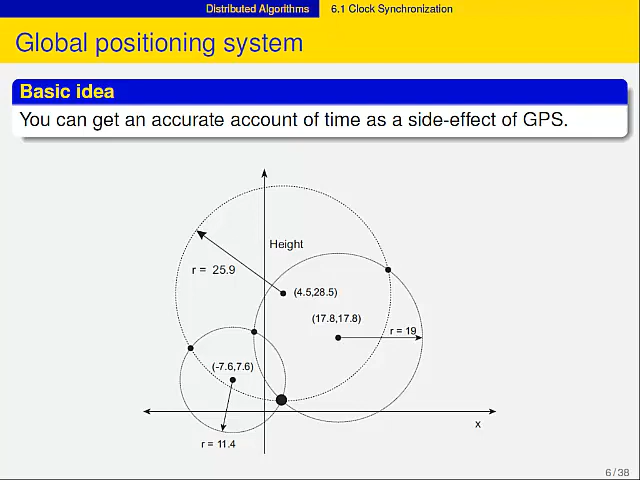 Distributed Algorithms 6.1 Clock Synchronization
Global positioning system
Basic idea
You can get an accurate account of time as a side-effect of GPS.
Height
r = 25.9
(4.5,28.5)
(17.8,17.8)
r = 19
(-7.6,7.6)
x
r = 11.4
6 / 38